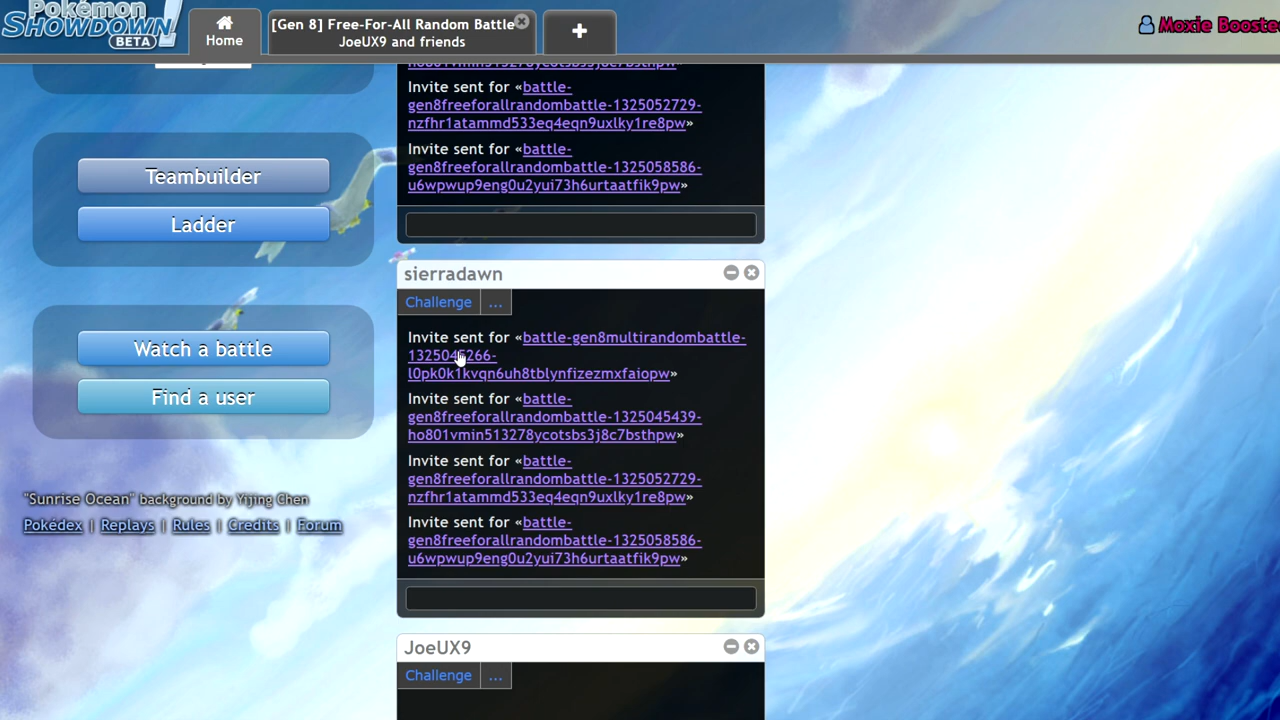 Pokémon
SHOWDOWN!
BETA
Home
[Gen 8] Free-For-All Random Battle
JoeUX9 and friends
+
Moxie Booste
Teambuilder
Ladder
Watch a battle
Find a user
"Sunrise Ocean" background by Yijing Chen
Pokédex | Replays | Rules | Credits | Forum
ho801vmin513278ycotsbs3j8c7bsthpw»
Invite sent for «battle-
gen8freeforallrandombattle-1325052729-
nzfhr1atammd533eq4eqn9uxlky1re8pw»
Invite sent for «battle-
gen8freeforallrandombattle-1325058586-
u6wpwup9eng0u2yui73h6urtaatfik9pw»
sierradawn
Challenge ...
Invite sent for «battle-gen8multirandombattle-
l0pk0k1kvqn6uh8tblynfizezmxfaiopw»
Invite sent for «battle-
gen8freeforallrandombattle-1325045439-
ho801vmin513278ycotsbs3j8c7bsthpw»
Invite sent for «battle-
gen8freeforallrandombattle-1325052729-
nzfhr1atammd533eq4eqn9uxlky1re8pw»
Invite sent for «battle-
gen8freeforallrandombattle-1325058586-
u6wpwup9eng0u2yui73h6urtaatfik9pw»
JoeUX9
Challenge ...